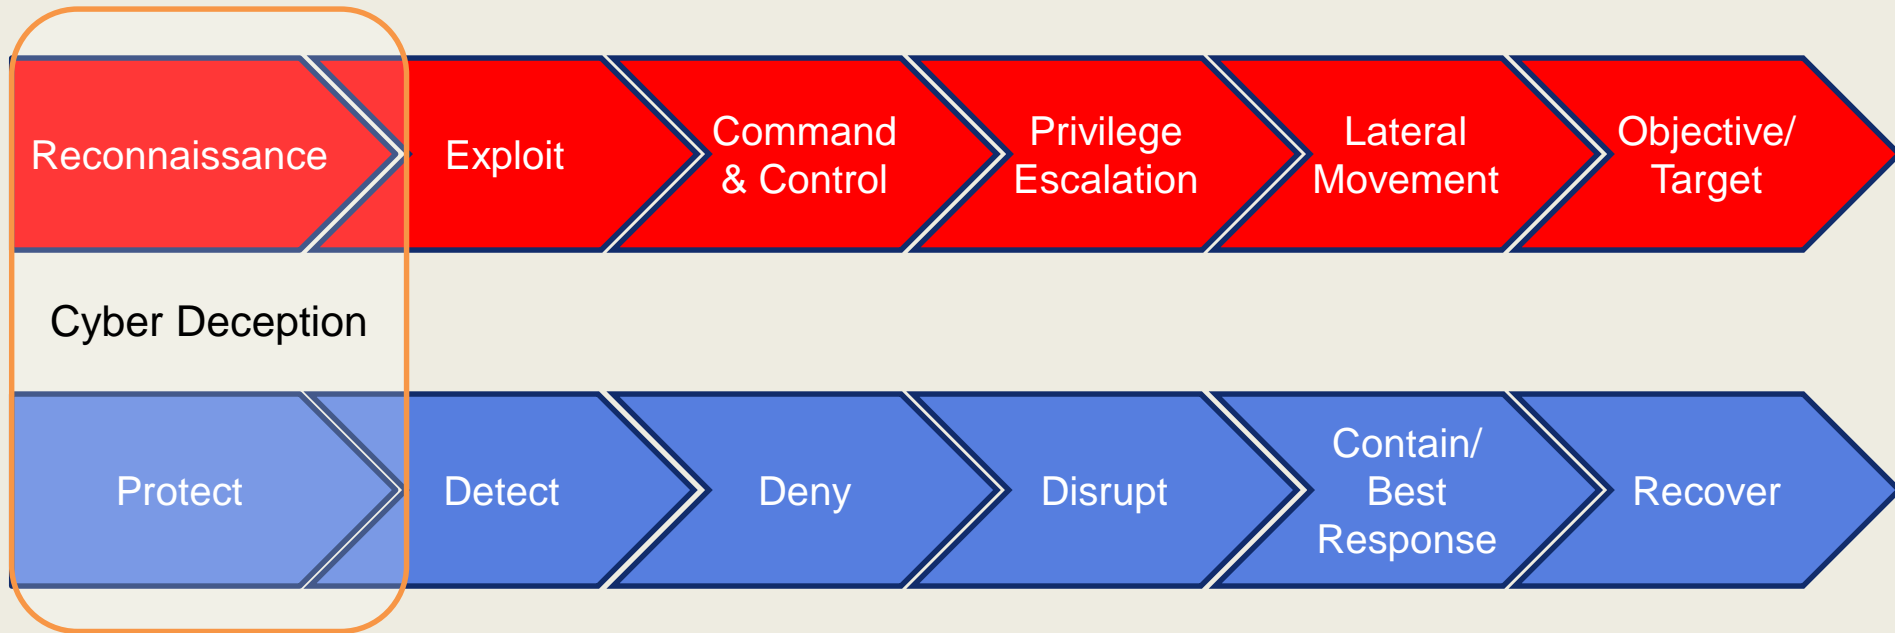 Reconnaissance
Exploit
Command
& Control
Privilege
Escalation
Lateral
Movement
Objective/
Target
Cyber Deception
Protect
Detect
Deny
Disrupt
Contain/
Best
Response
Recover